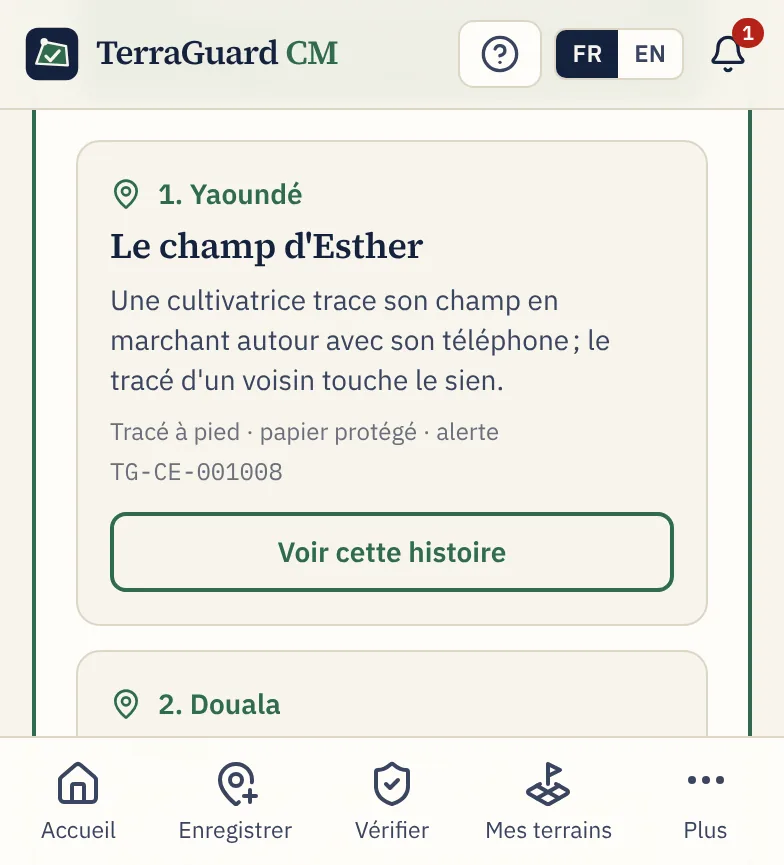 TerraGuard CM
FR
EN
1
1. Yaoundé
Le champ d'Esther
Une cultivatrice trace son champ en
marchant autour avec son téléphone ; le
tracé d'un voisin touche le sien.
Tracé à pied · papier protégé · alerte
TG-CE-001008
Voir cette histoire
2. Douala
Accueil
Enregistrer
Vérifier
Mes terrains
Plus